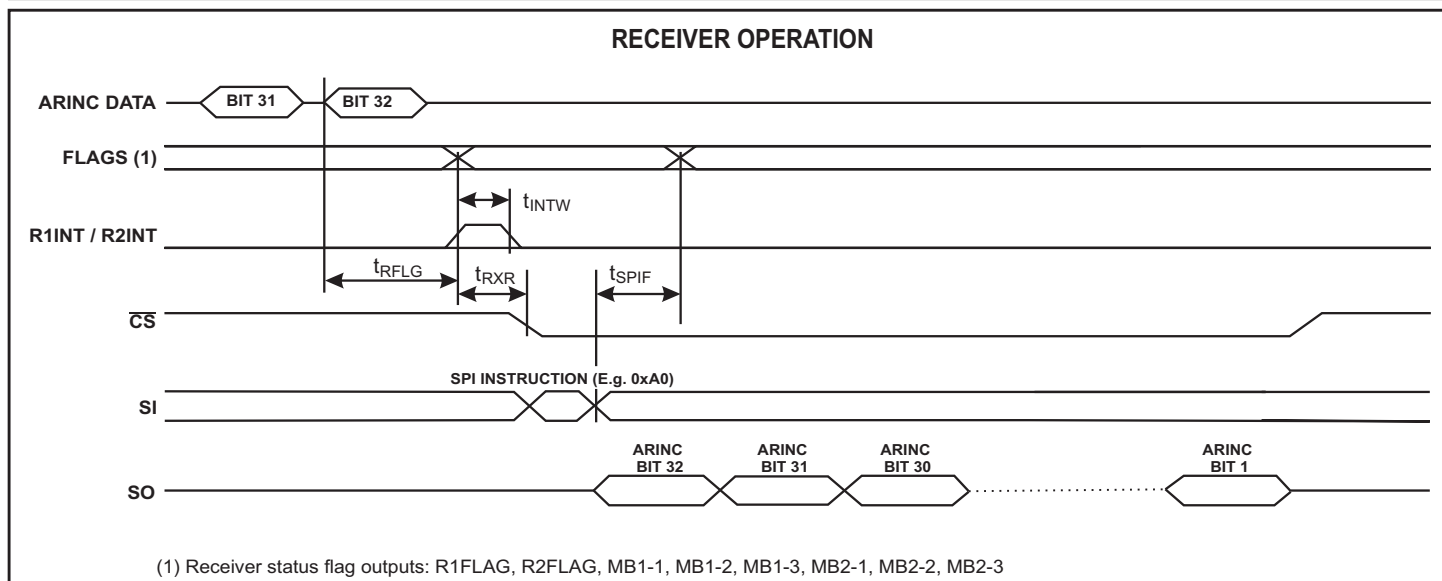 RECEIVER OPERATION
ARINC DATA
BIT 31
BIT 32
FLAGS (1)
tINTW
R1INT / R2INT
tRFLG
tRXR
tSPIF
CS
SPI INSTRUCTION (E.g. 0xA0)
SI
ARINC
BIT 32
ARINC
BIT 31
ARINC
BIT 30
ARINC
BIT 1
SO
(1) Receiver status flag outputs: R1FLAG, R2FLAG, MB1-1, MB1-2, MB1-3, MB2-1, MB2-2, MB2-3